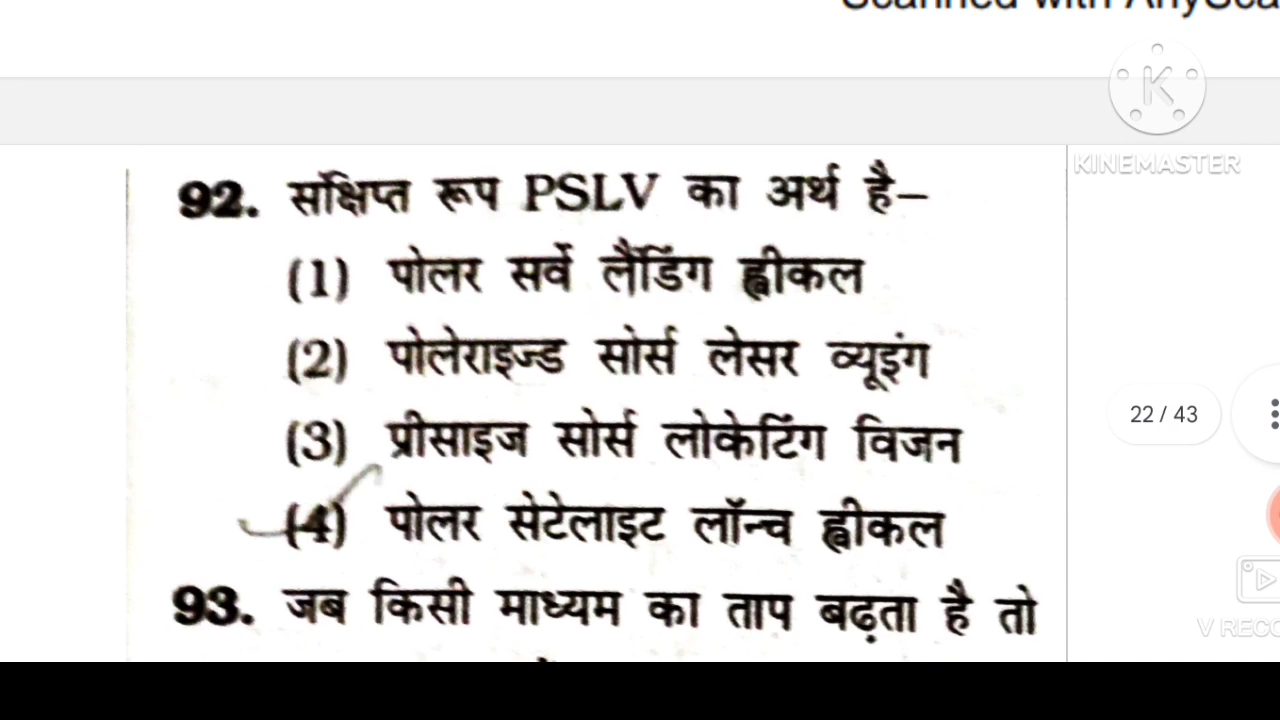 KINEMASTER
92. संक्षिप्त रूप PSLV का अर्थ है–
(1) पोलर सर्वे लैंडिंग ह्वीकल
(2) पोलेराइज्ड सोर्स लेसर व्यूइंग
(3) प्रीसाइज सोर्स लोकेटिंग विजन
22 / 43
(4) पोलर सेटेलाइट लॉन्च ह्वीकल
93. जब किसी माध्यम का ताप बढ़ता है तो